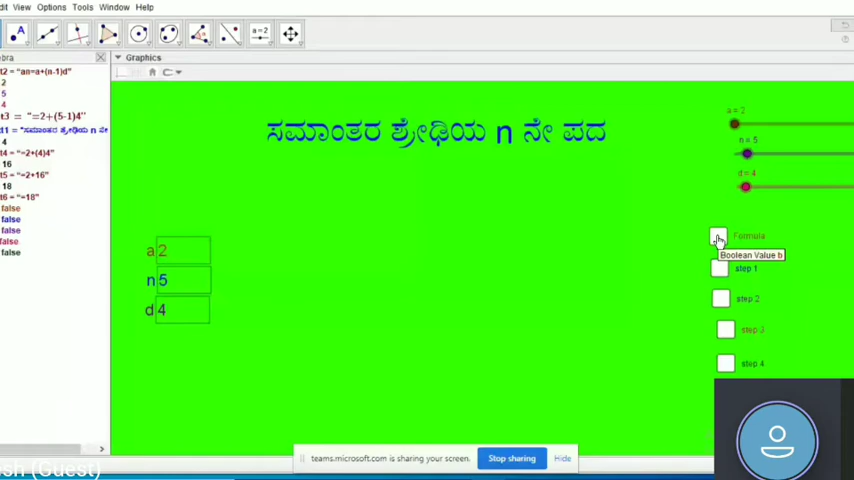 dit View Options Tools Window Help
a=2
bra
Graphics
t2 = "an=a+(n-1)d"
2
5
4
t3 = "=2+(5-1)4"
d1 = "ಸಮಾಂತರ ಶ್ರೇಢಿಯ n ನೇ
4
t4 = "=2+(4)4"
16
t5 = "=2+16"
18
t6 = "=18"
false
false
false
false
false
ಸಮಾಂತರ ಶ್ರೇಢಿಯ n ನೇ ಪದ
a = 2
n = 5
d = 4
a 2
n 5
d 4
Formula
Boolean Value b
step 1
step 2
step 3
step 4
teams.microsoft.com is sharing your screen.
Stop sharing
Hide
esh (Guest)